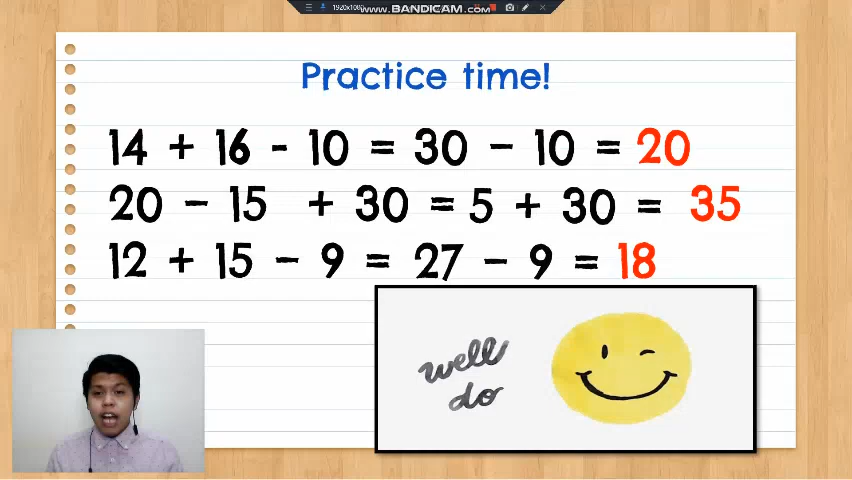 1920x1080
www.BANDICAM.com
Practice time!
14 + 16 - 10 = 30 − 10 = 20
20 − 15 + 30 = 5 + 30 = 35
12 + 15 − 9 = 27 − 9 = 18
well
do